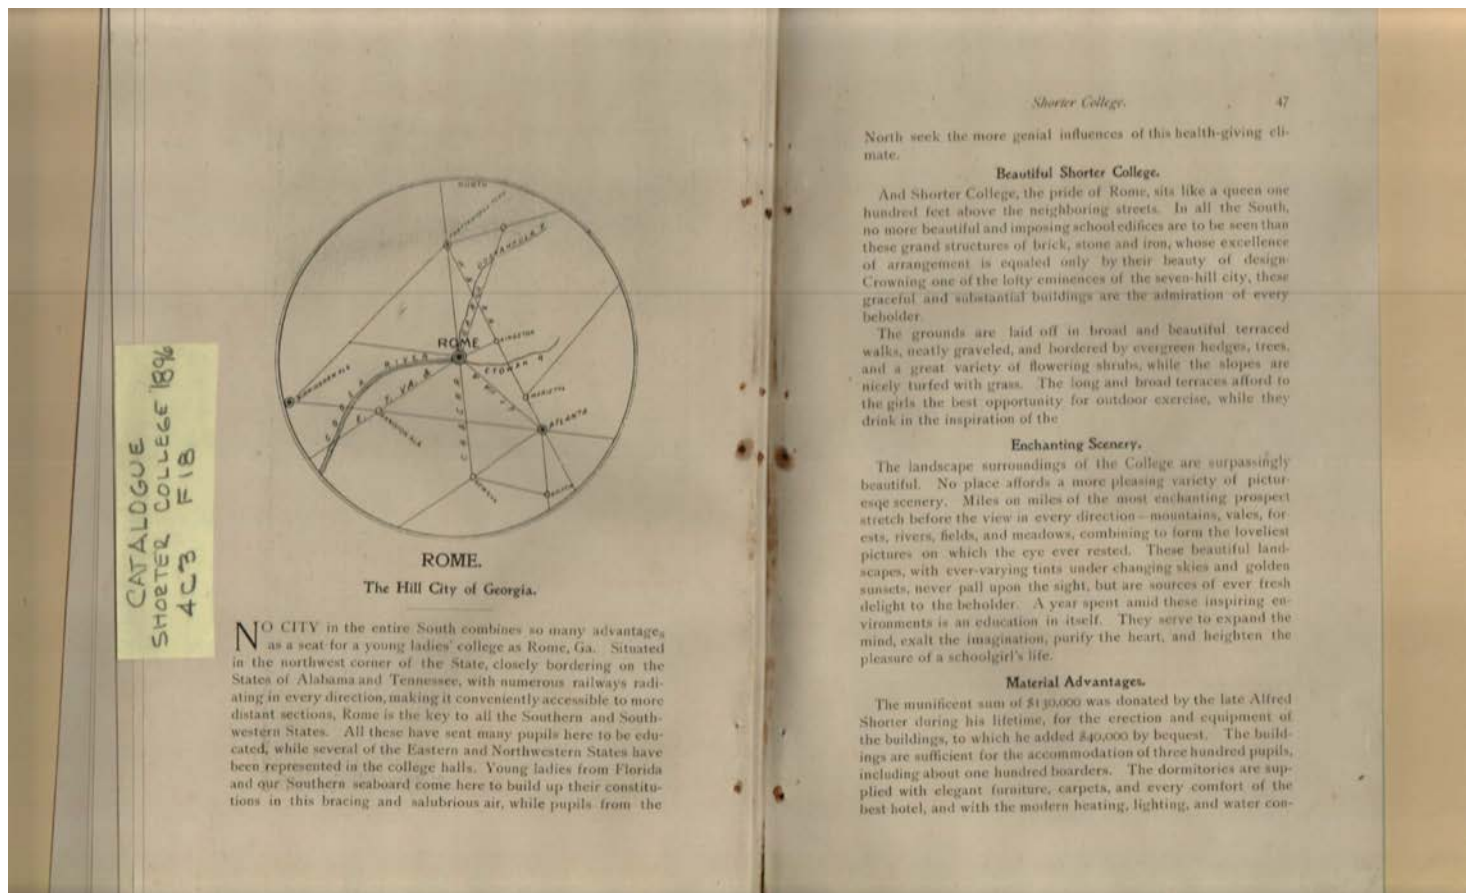 CATALOGUE
SHORTER COLLEGE 1896
4C3 F18
NORTH
ROME
KINGSTON
ETOWAH R
COOSA RIVER
E. T. VA. &
MARIETTA
ATLANTA
ROME.
The Hill City of Georgia.
NO CITY in the entire South combines so many advantages
as a seat for a young ladies' college as Rome, Ga. Situated
in the northwest corner of the State, closely bordering on the
States of Alabama and Tennessee, with numerous railways radi-
ating in every direction, making it conveniently accessible to more
distant sections, Rome is the key to all the Southern and South-
western States. All these have sent many pupils here to be edu-
cated, while several of the Eastern and Northwestern States have
been represented in the college halls. Young ladies from Florida
and our Southern seaboard come here to build up their constitu-
tions in this bracing and salubrious air, while pupils from the
Shorter College. 47
North seek the more genial influences of this health-giving cli-
mate.
Beautiful Shorter College.
And Shorter College, the pride of Rome, sits like a queen one
hundred feet above the neighboring streets. In all the South,
no more beautiful and imposing school edifices are to be seen than
these grand structures of brick, stone and iron, whose excellence
of arrangement is equaled only by their beauty of design.
Crowning one of the lofty eminences of the seven-hill city, these
graceful and substantial buildings are the admiration of every
beholder.
The grounds are laid off in broad and beautiful terraced
walks, neatly graveled, and bordered by evergreen hedges, trees,
and a great variety of flowering shrubs, while the slopes are
nicely turfed with grass. The long and broad terraces afford to
the girls the best opportunity for outdoor exercise, while they
drink in the inspiration of the
Enchanting Scenery.
The landscape surroundings of the College are surpassingly
beautiful. No place affords a more pleasing variety of pictur-
esqe scenery. Miles on miles of the most enchanting prospect
stretch before the view in every direction—mountains, vales, for-
ests, rivers, fields, and meadows, combining to form the loveliest
pictures on which the eye ever rested. These beautiful land-
scapes, with ever-varying tints under changing skies and golden
sunsets, never pall upon the sight, but are sources of ever fresh
delight to the beholder. A year spent amid these inspiring en-
vironments is an education in itself. They serve to expand the
mind, exalt the imagination, purify the heart, and heighten the
pleasure of a schoolgirl's life.
Material Advantages.
The munificent sum of $130,000 was donated by the late Alfred
Shorter during his lifetime, for the erection and equipment of
the buildings, to which he added $40,000 by bequest. The build-
ings are sufficient for the accommodation of three hundred pupils,
including about one hundred boarders. The dormitories are sup-
plied with elegant furniture, carpets, and every comfort of the
best hotel, and with the modern heating, lighting, and water con-